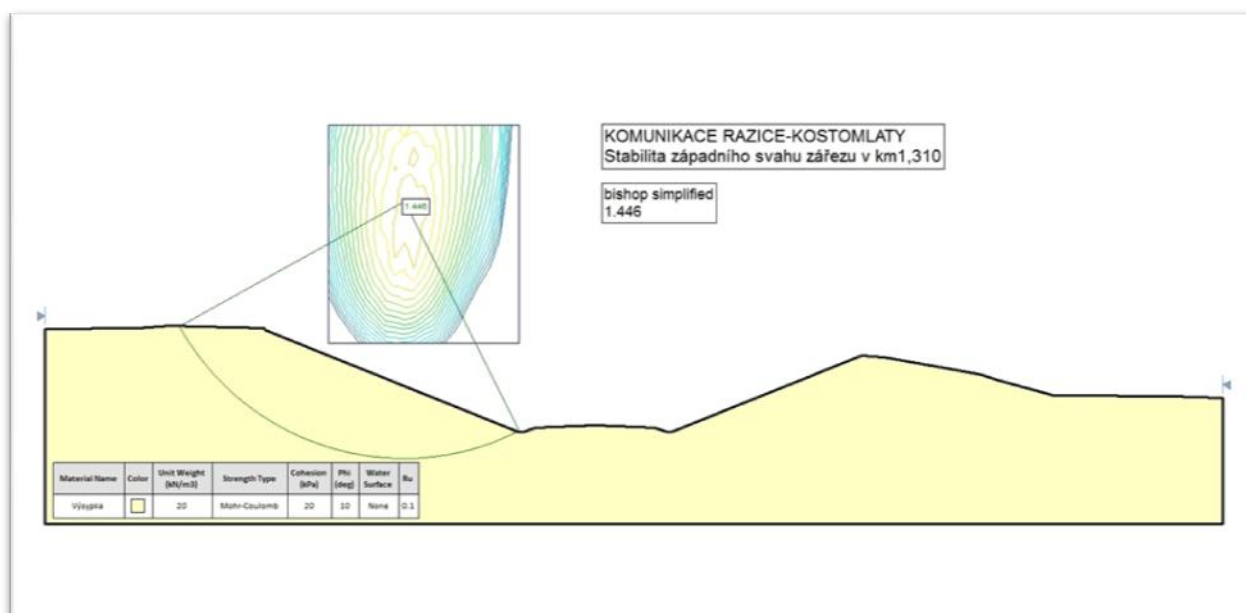 KOMUNIKACE RAZICE-KOSTOMLATY
Stabilita západního svahu zářezu v km1,310
bishop simplified
1.446
1.446
Material Name Color Unit Weight (kN/m3) Strength Type Cohesion (kPa) Phi (deg) Water Surface Ru
Výsypka 20 Mohr-Coulomb 20 10 None 0.1